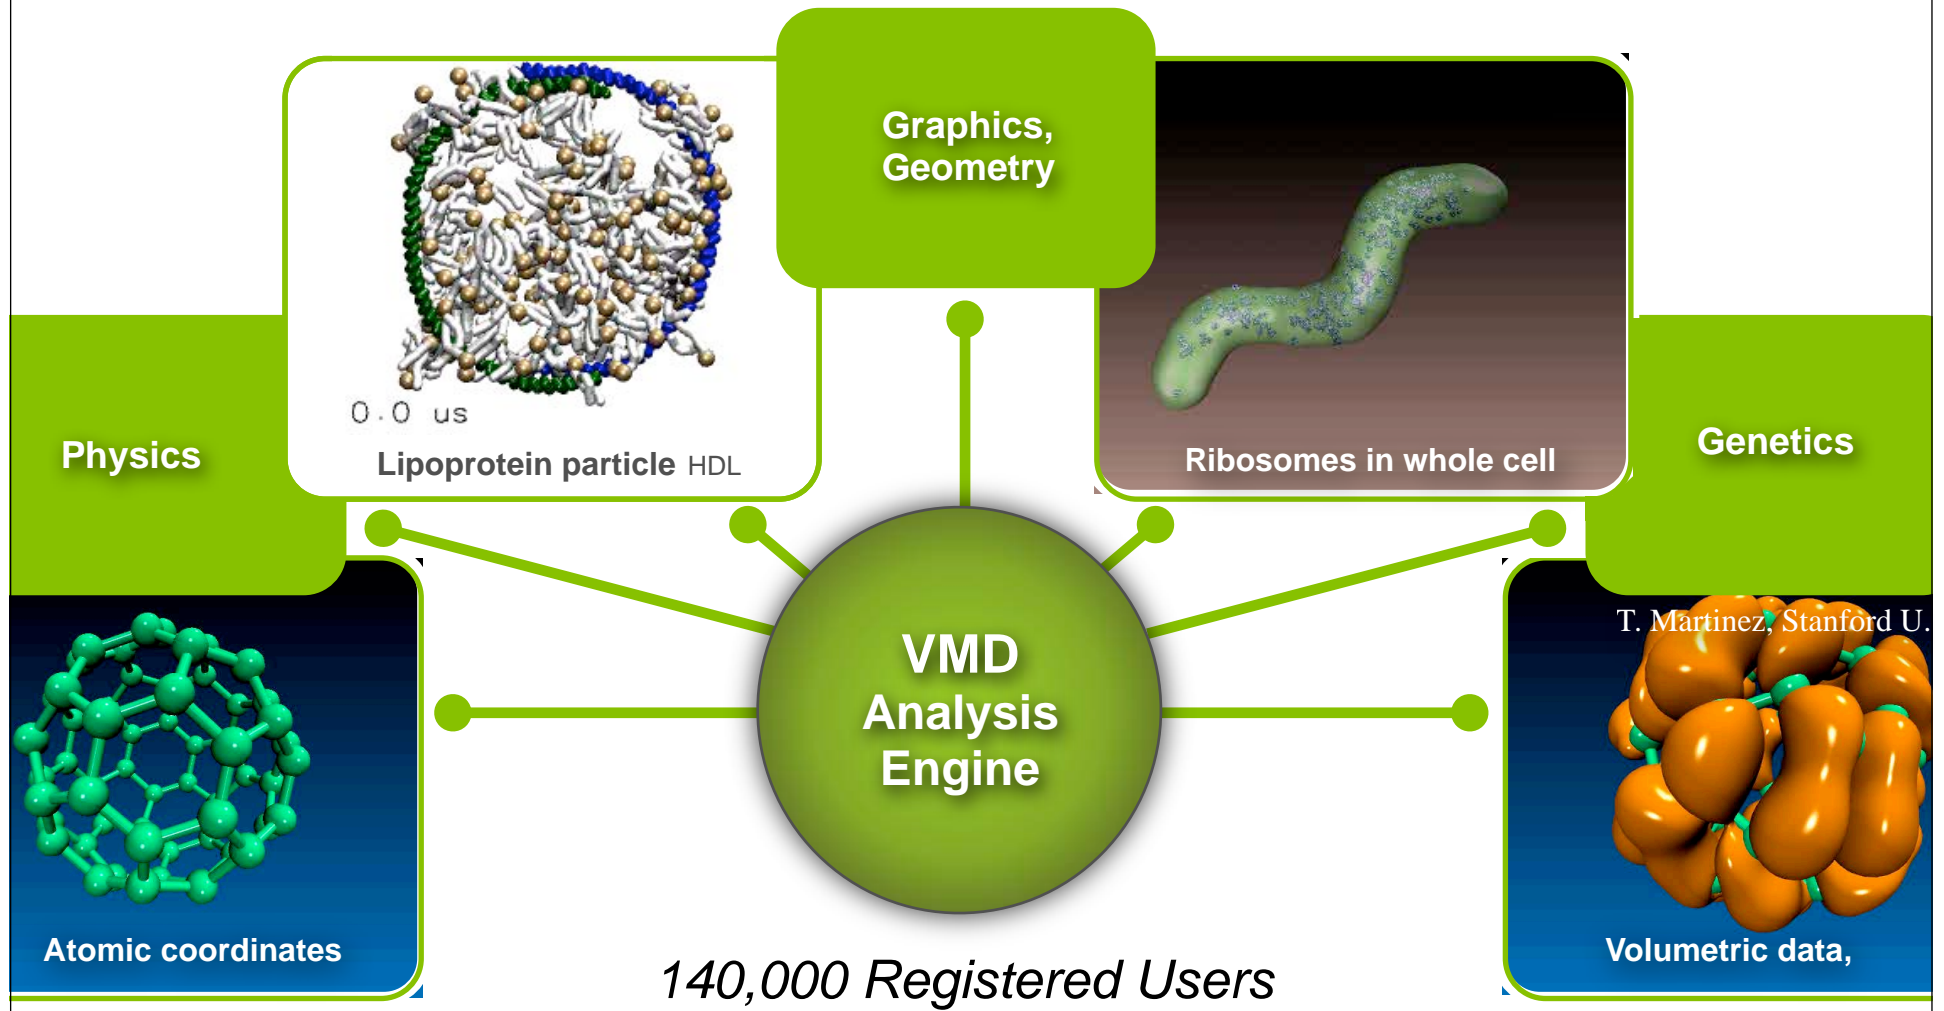 Graphics,
Geometry
0.0 us
Lipoprotein particle HDL
Ribosomes in whole cell
Physics
Genetics
T. Martinez, Stanford U.
VMD
Analysis
Engine
Atomic coordinates
Volumetric data,
140,000 Registered Users